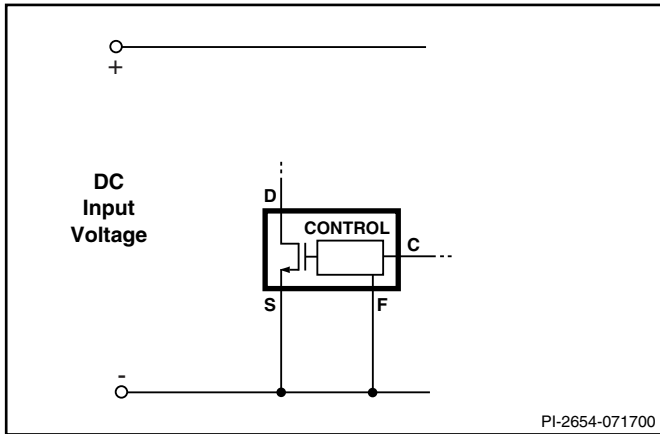 +
DC
Input
Voltage
D
CONTROL
C
S
F
-
PI-2654-071700